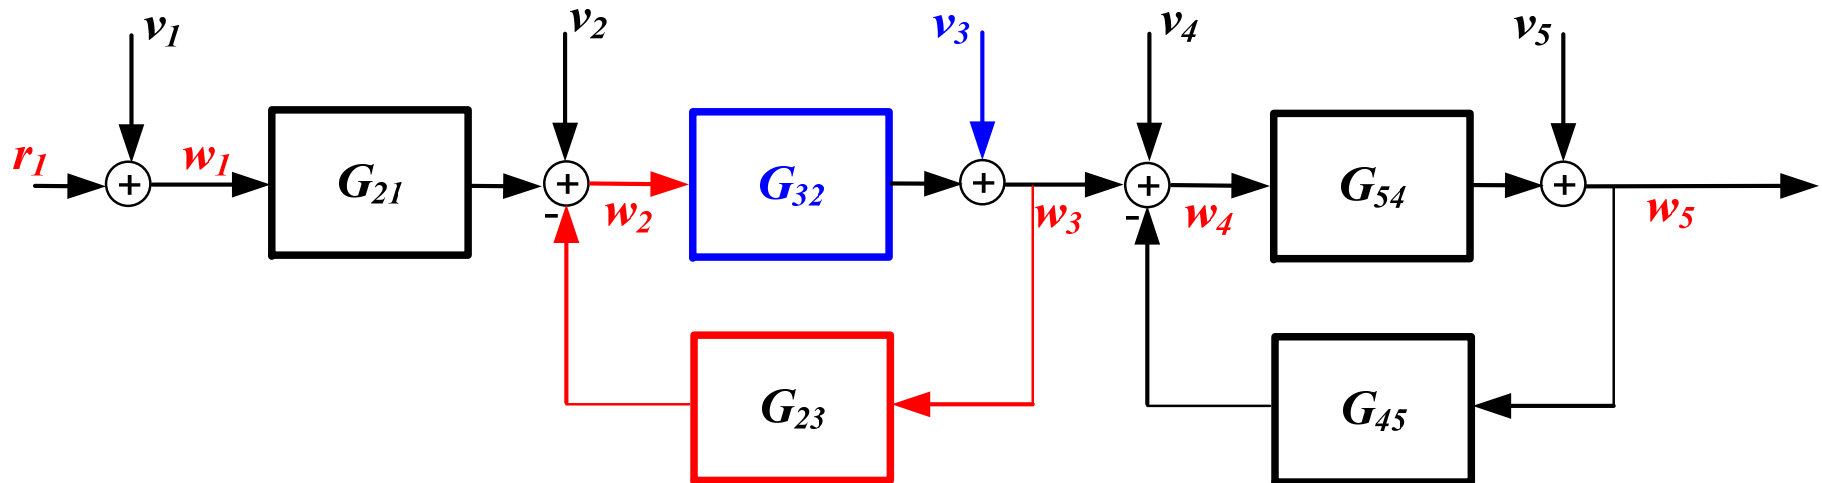 v1 v2 v3 v4 v5
r1 + w1 G21 + w2 G32 + w3 + w4 G54 + w5
- -
G23 G45